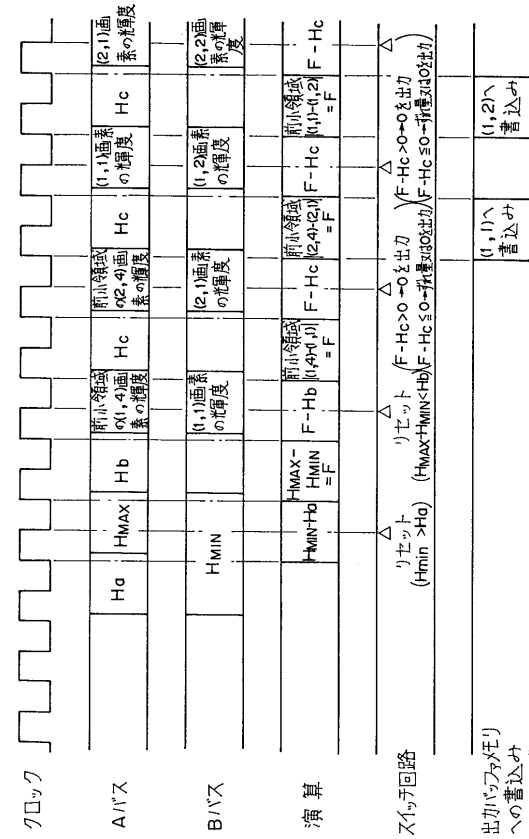 クロック
Aバス
Ha
HMAX
Hb
前小領域
の(1,4)画
素の輝度
Hc
前小領域
の(2,4)画
素の輝度
Hc
(1,1)画素
の輝度
Hc
(2,1)画
素の輝度
Bバス
HMIN
(1,1)画素
の輝度
(2,1)画素
の輝度
(1,2)画素
の輝度
(2,2)画
素の輝
度
演算
HMIN-Ha
HMAX-
HMIN
=F
F-Hb
前小領域
|(1,4)-(1,1)|
=F
F-Hc
前小領域
|(2,4)-(2,1)|
=F
F-Hc
前小領域
|(1,1)-(1,2)|
=F
F-Hc
スイッチ回路
リセット
(Hmin >Ha)
リセット
(HMAX-HMIN<Hb)
(F-Hc>0→0を出力
F-Hc≦0→ずれ量又は0を出力)
(F-Hc>0→0を出力
F-Hc≦0→ずれ量又は0を出力)
出力バッファメモリ
への書込み
(1,1)へ
書込み
(1,2)へ
書込み